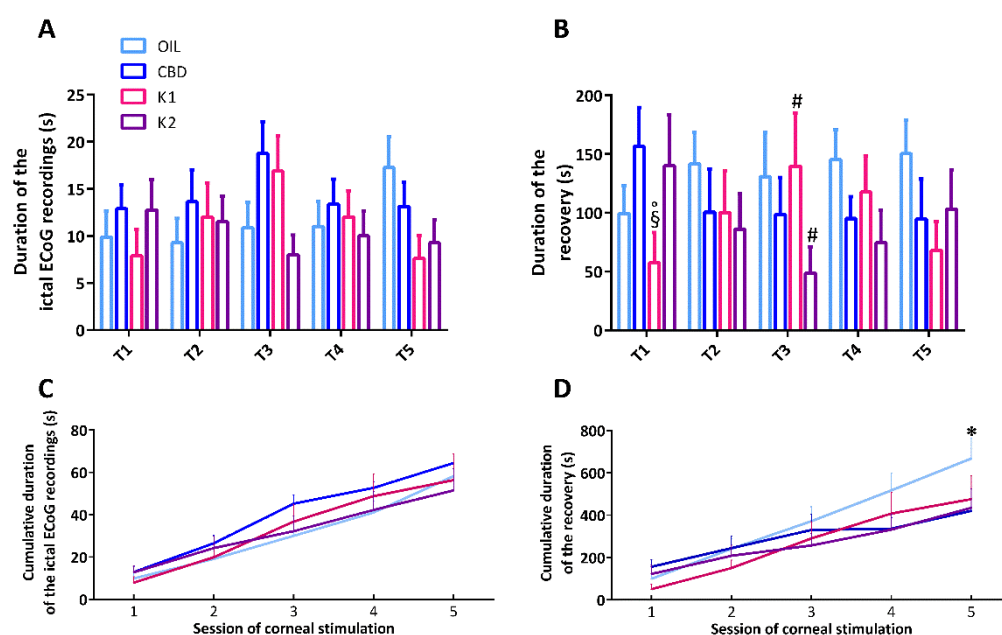 A
OIL
CBD
K1
K2
Duration of the
ictal ECoG recordings (s)
25
20
15
10
5
0
T1
T2
T3
T4
T5
B
Duration of the
recovery (s)
200
150
100
50
0
°
§
#
#
T1
T2
T3
T4
T5
C
Cumulative duration
of the ictal ECoG recordings (s)
80
60
40
20
0
1
2
3
4
5
Session of corneal stimulation
D
Cumulative duration
of the recovery (s)
800
600
400
200
0
*
1
2
3
4
5
Session of corneal stimulation